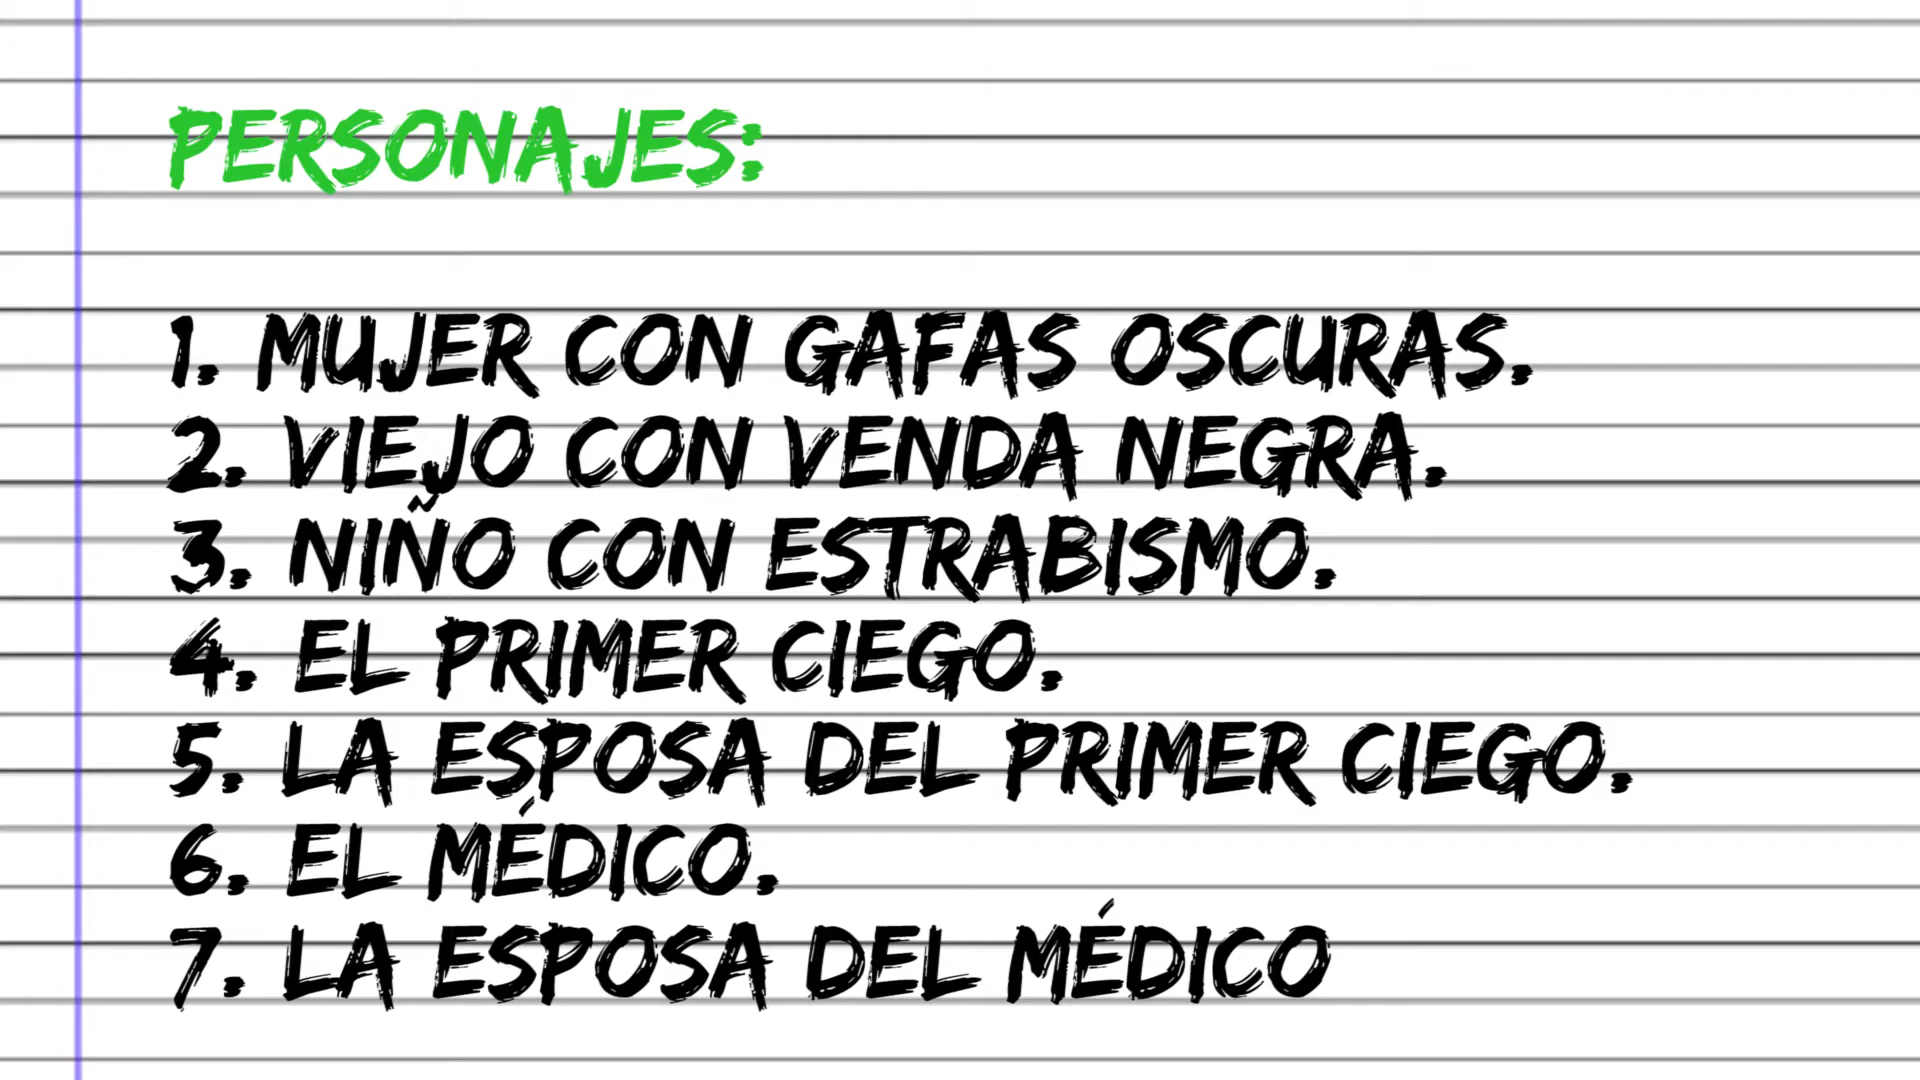 PERSONAJES:
1. MUJER CON GAFAS OSCURAS.
2. VIEJO CON VENDA NEGRA.
3. NIÑO CON ESTRABISMO.
4. EL PRIMER CIEGO.
5. LA ESPOSA DEL PRIMER CIEGO.
6. EL MÉDICO.
7. LA ESPOSA DEL MÉDICO